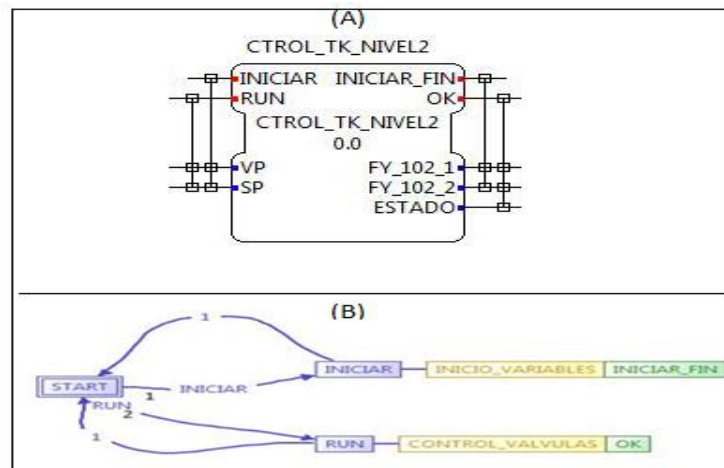 (A)
CTROL_TK_NIVEL2
INICIAR INICIAR_FIN
RUN OK
CTROL_TK_NIVEL2
0.0
VP FY_102_1
SP FY_102_2
ESTADO
(B)
1
START 1 INICIAR INICIAR INICIO_VARIABLES INICIAR_FIN
RUN
2
1
RUN CONTROL_VALVULAS OK